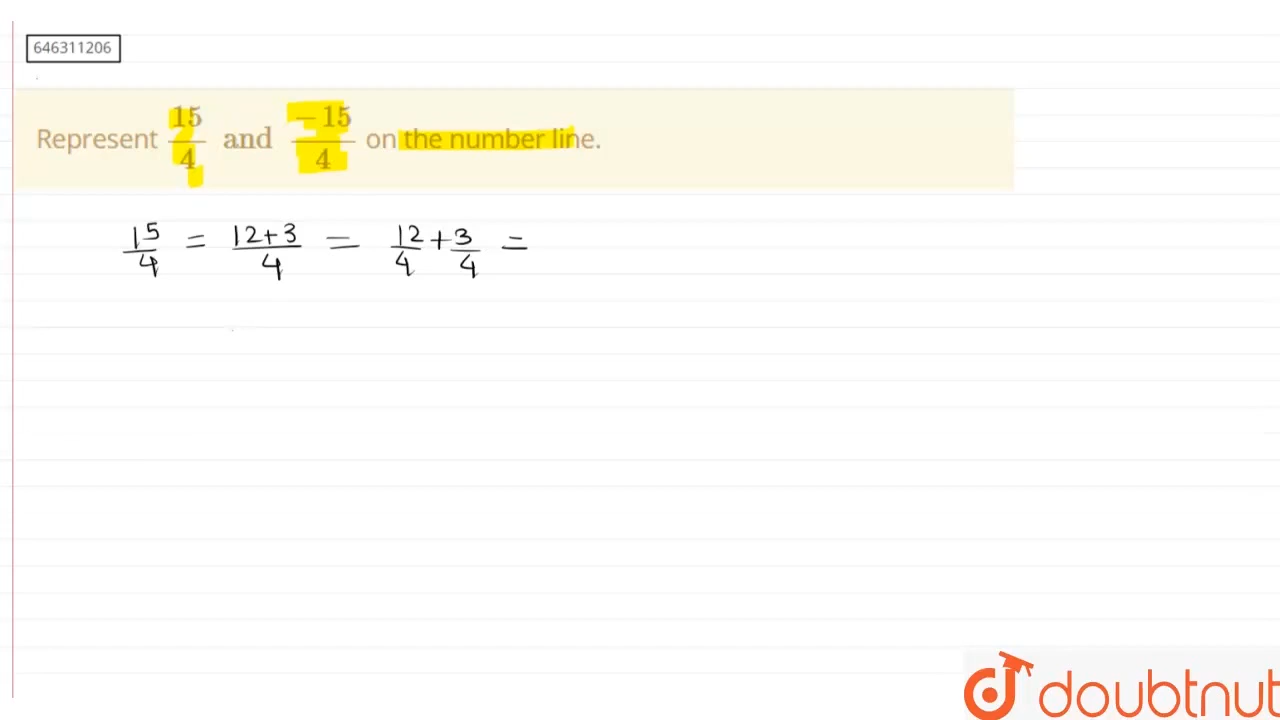 646311206
Represent 15/4 and -15/4 on the number line.
15/4 = 12+3/4 = 12/4 + 3/4 =
doubtnut